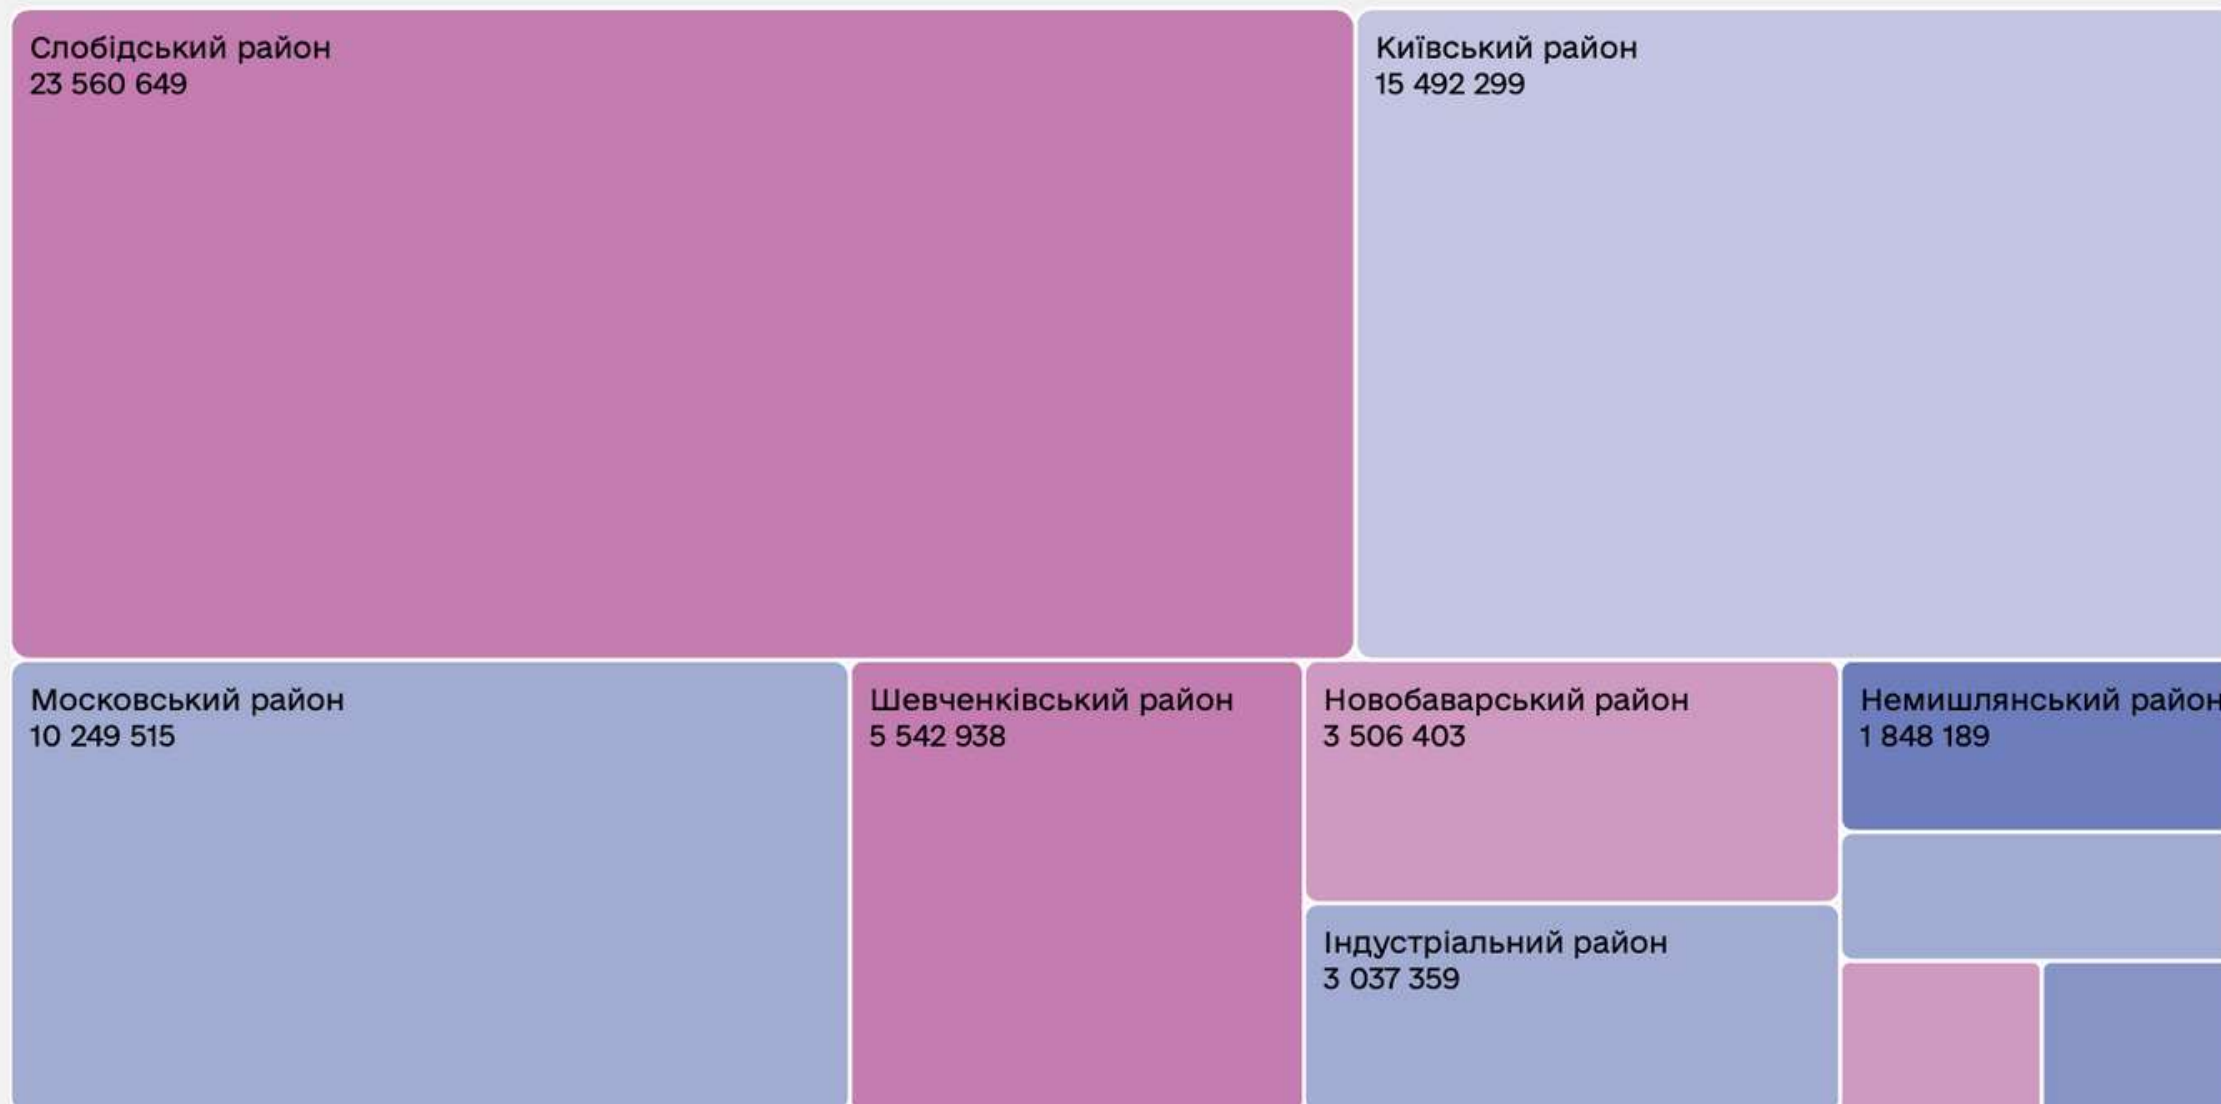 Слобідський район
23 560 649
Київський район
15 492 299
Московський район
10 249 515
Шевченківський район
5 542 938
Новобаварський район
3 506 403
Немишлянський район
1 848 189
Індустріальний район
3 037 359